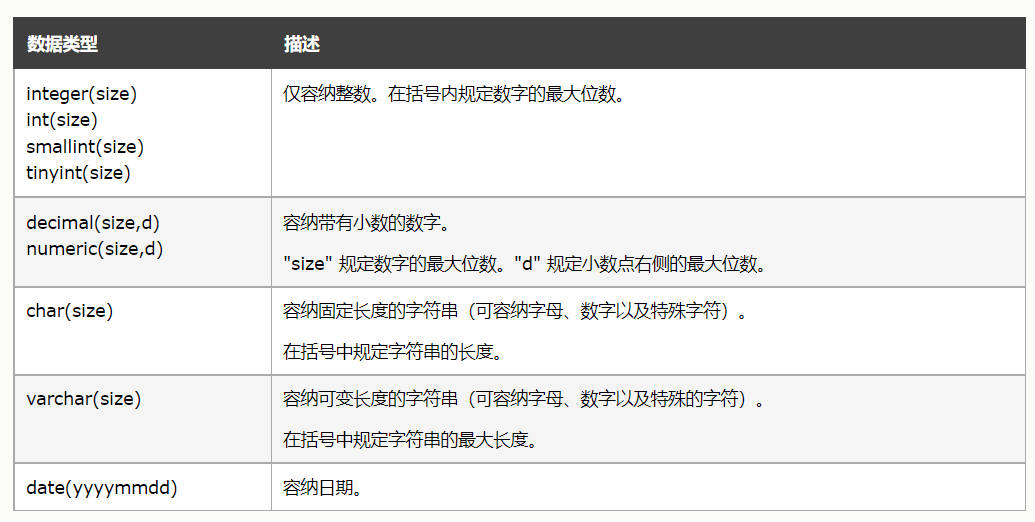 数据类型 描述
integer(size) 仅容纳整数。在括号内规定数字的最大位数。
int(size)
smallint(size)
tinyint(size)
decimal(size,d) 容纳带有小数的数字。
numeric(size,d)
"size" 规定数字的最大位数。"d" 规定小数点右侧的最大位数。
char(size) 容纳固定长度的字符串（可容纳字母、数字以及特殊字符）。
在括号中规定字符串的长度。
varchar(size) 容纳可变长度的字符串（可容纳字母、数字以及特殊的字符）。
在括号中规定字符串的最大长度。
date(yyyymmdd) 容纳日期。